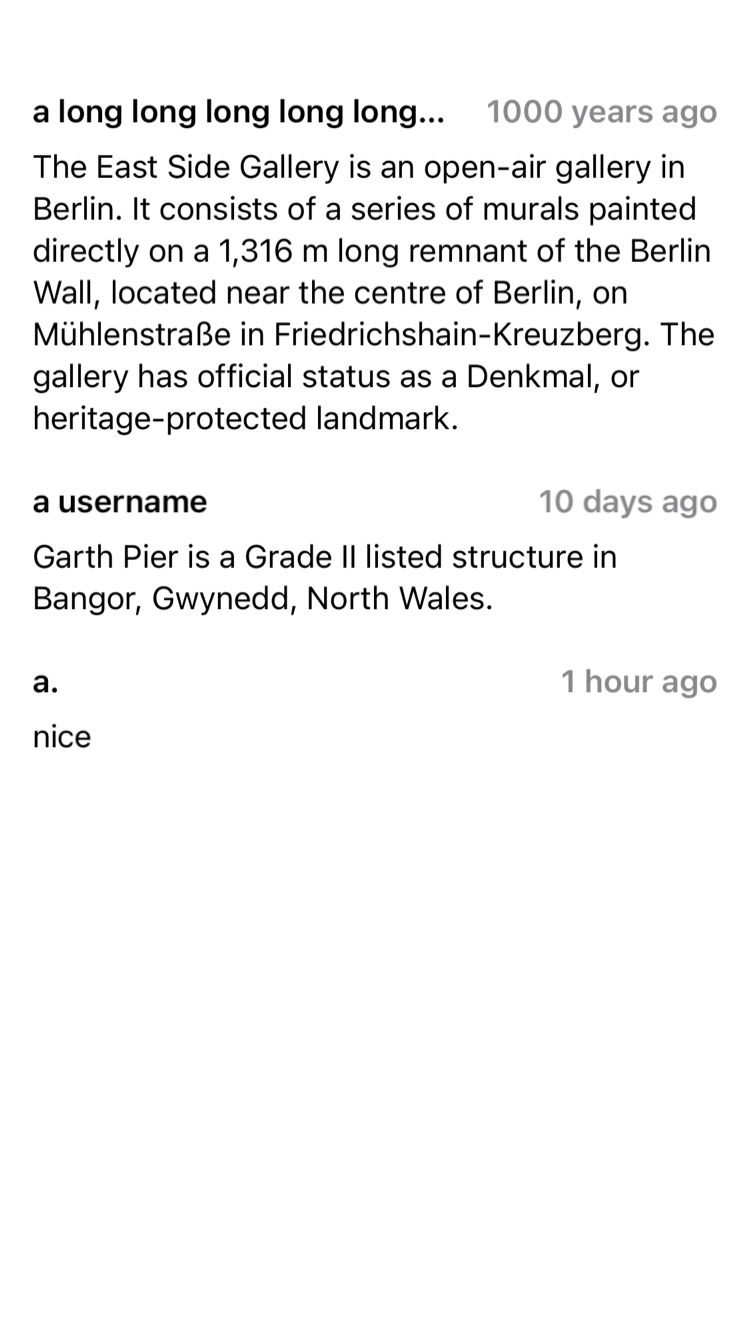 a long long long long long... 1000 years ago
The East Side Gallery is an open-air gallery in
Berlin. It consists of a series of murals painted
directly on a 1,316 m long remnant of the Berlin
Wall, located near the centre of Berlin, on
Mühlenstraße in Friedrichshain-Kreuzberg. The
gallery has official status as a Denkmal, or
heritage-protected landmark.
a username 10 days ago
Garth Pier is a Grade II listed structure in
Bangor, Gwynedd, North Wales.
a. 1 hour ago
nice